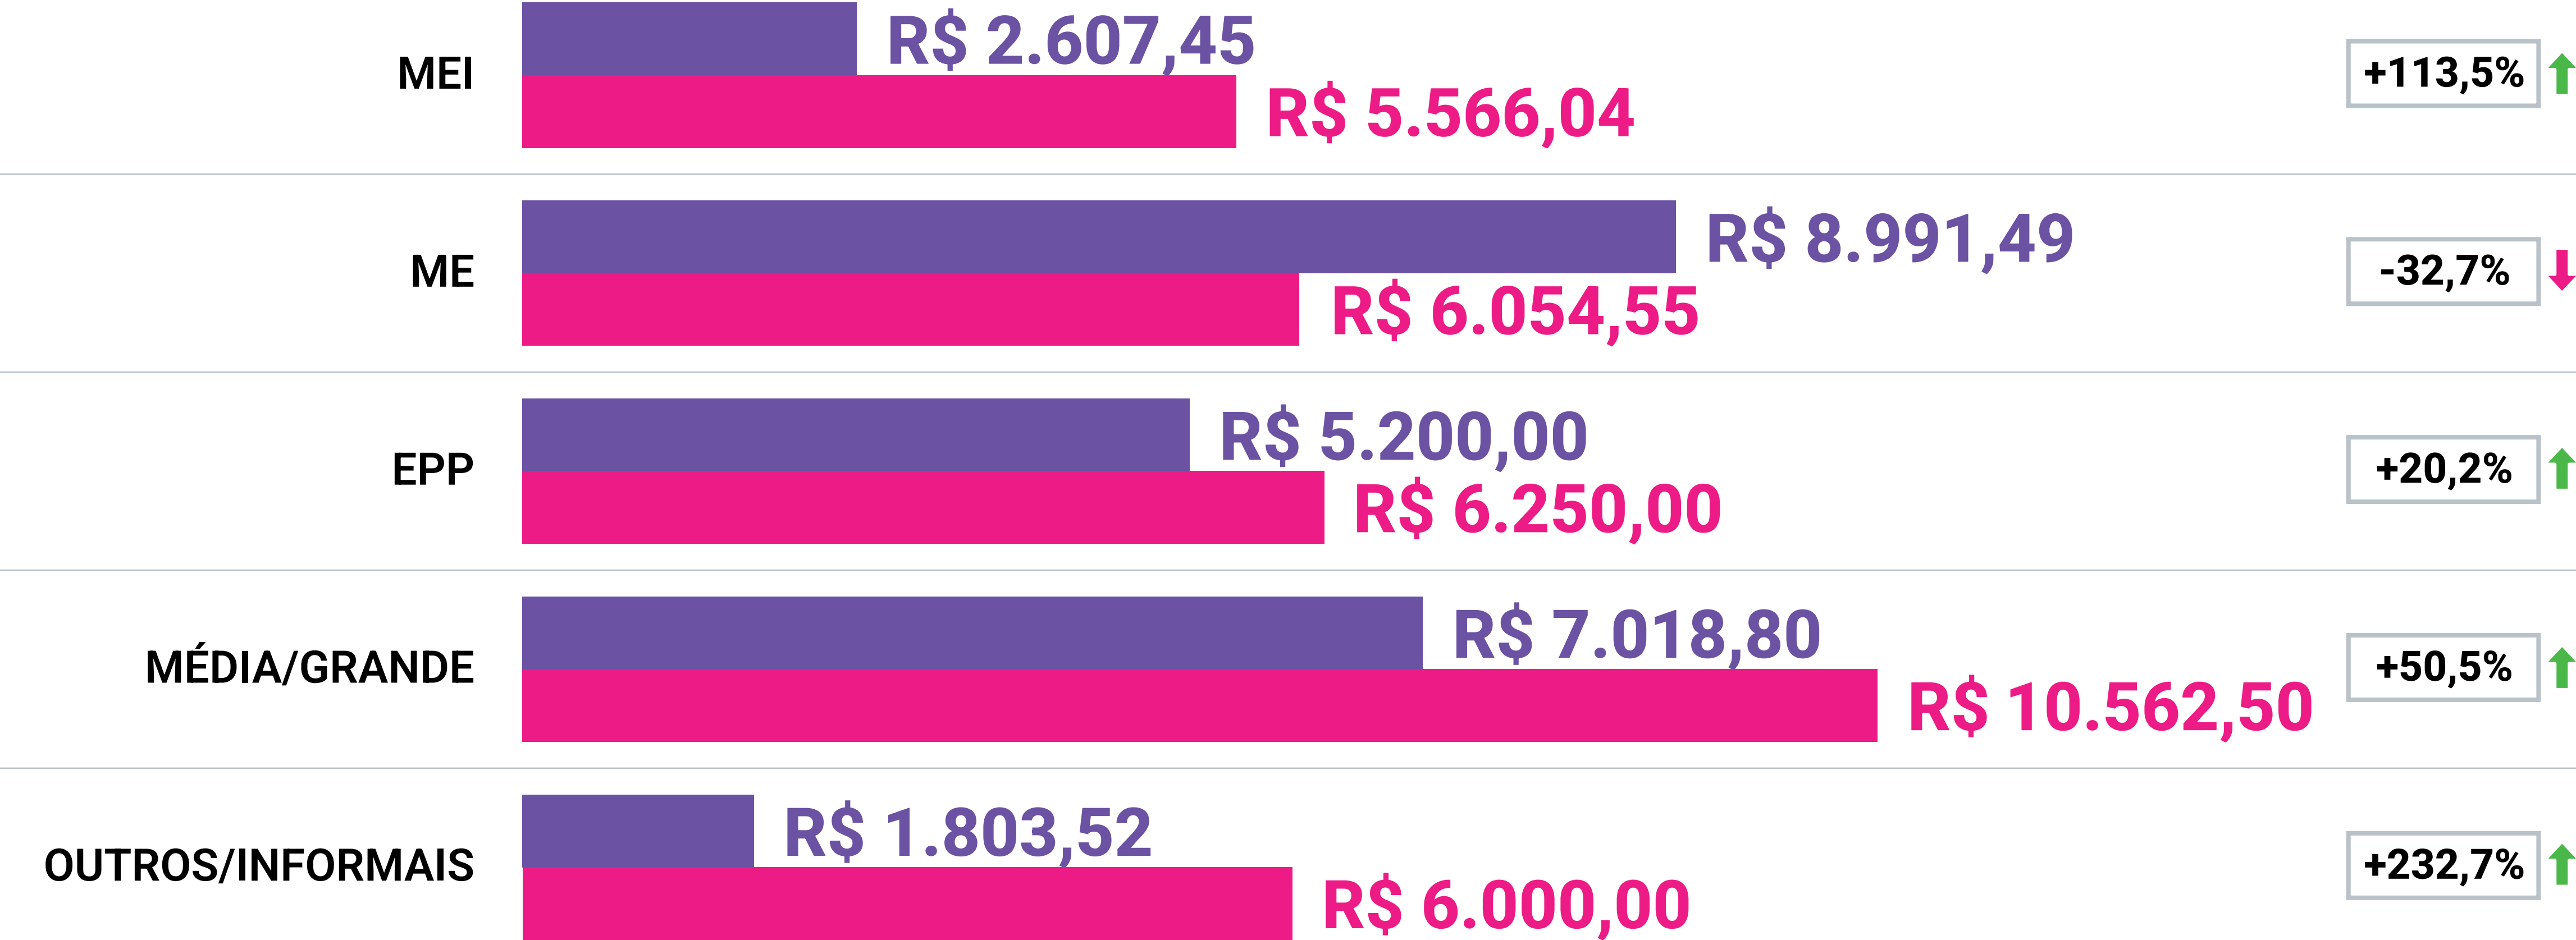 R$ 2.607,45
MEI
+113,5%
R$ 5.566,04
R$ 8.991,49
ME
-32,7%
R$ 6.054,55
R$ 5.200,00
EPP
+20,2%
R$ 6.250,00
R$ 7.018,80
MÉDIA/GRANDE
+50,5%
R$ 10.562,50
R$ 1.803,52
OUTROS/INFORMAIS
+232,7%
R$ 6.000,00